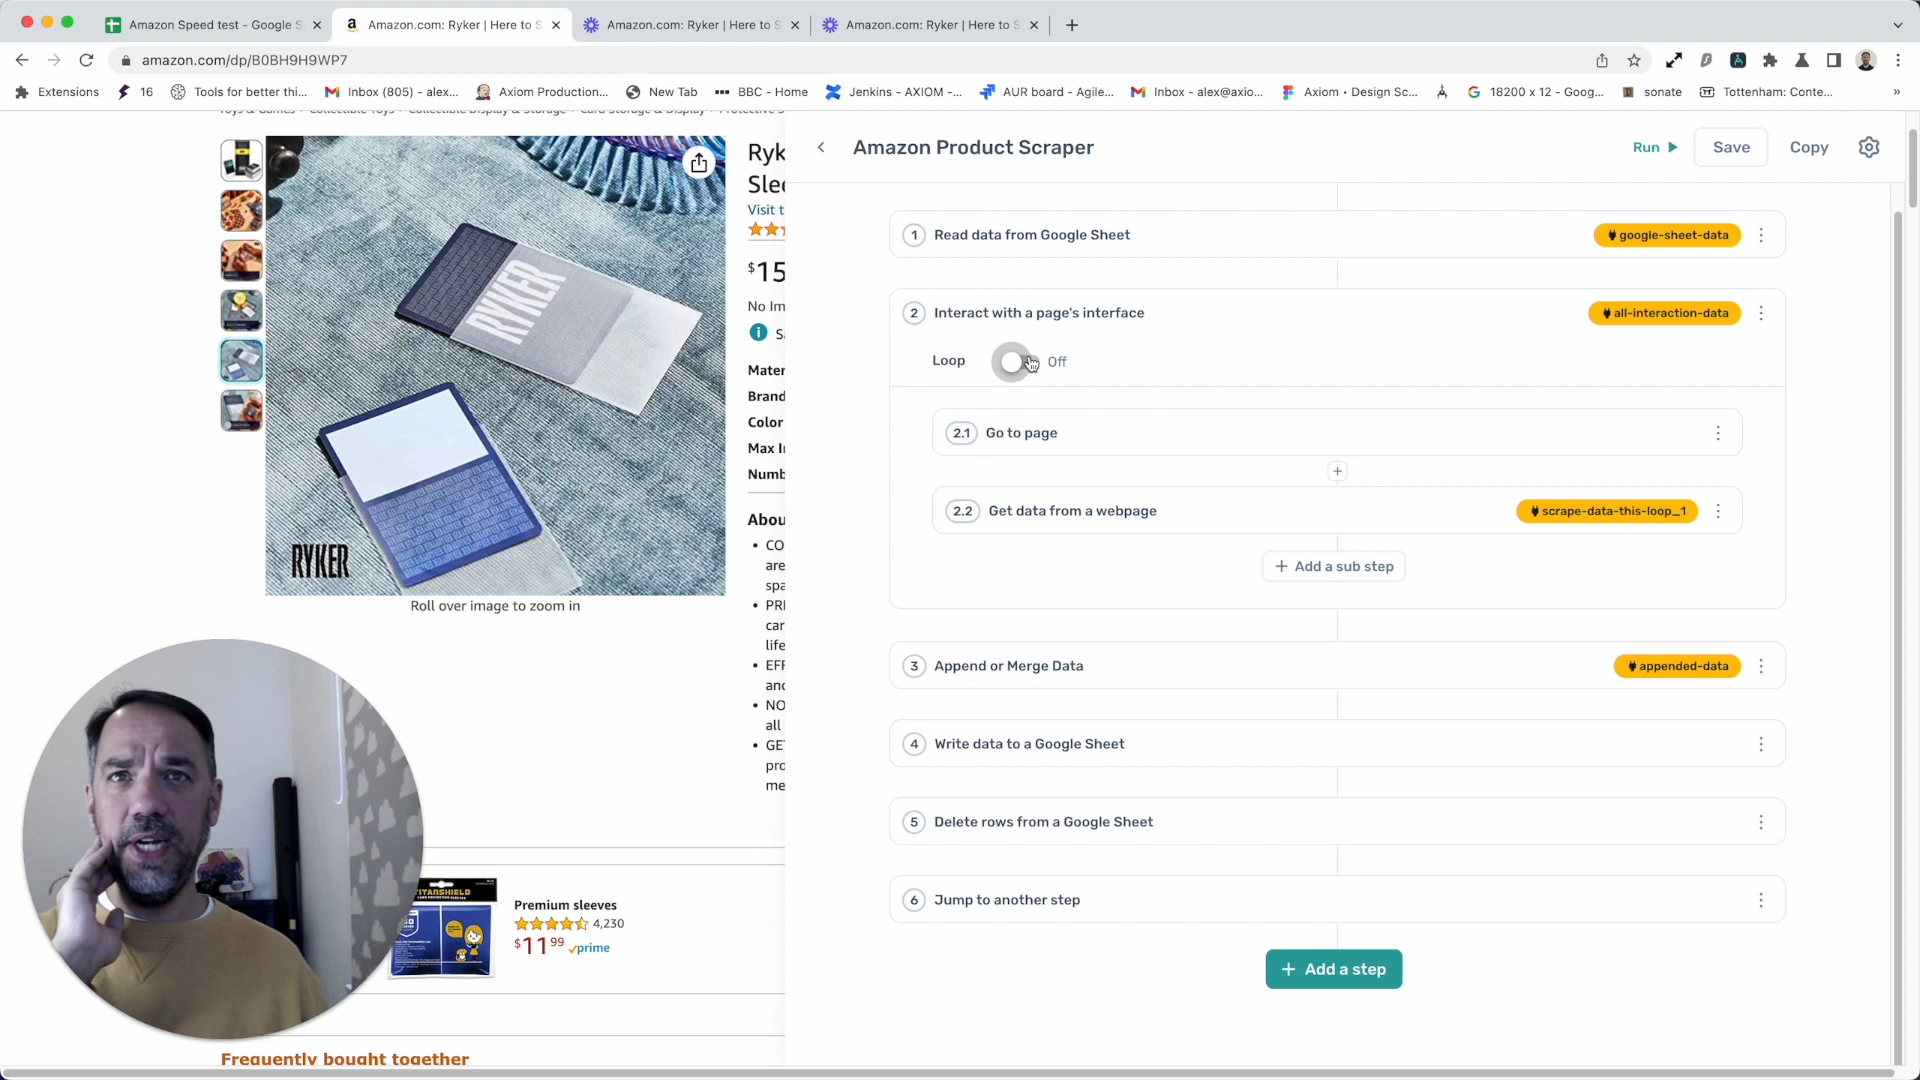 Amazon Speed test - Google S
Amazon.com: Ryker | Here to S
Amazon.com: Ryker | Here to S
Amazon.com: Ryker | Here to S
amazon.com/dp/B0BH9H9WP7
Extensions
16
Tools for better thi...
Inbox (805) - alex...
Axiom Production...
New Tab
BBC - Home
Jenkins - AXIOM -...
AUR board - Agile...
Inbox - alex@axio...
Axiom • Design Sc...
18200 x 12 - Goog...
sonate
Tottenham: Conte...
»
Ryk
Slee
Visit t
$15
No Im
Sa
Mater
Brand
Color
Max I
Numb
Abou
• CO
are
spa
• PRI
car
life
• EFF
and
• NO
all
• GET
pro
me
RYKER
RYKER
Roll over image to zoom in
Amazon Product Scraper
Run
Save
Copy
1 Read data from Google Sheet
google-sheet-data
2 Interact with a page's interface
all-interaction-data
Loop
Off
2.1 Go to page
2.2 Get data from a webpage
scrape-data-this-loop_1
+ Add a sub step
3 Append or Merge Data
appended-data
4 Write data to a Google Sheet
5 Delete rows from a Google Sheet
6 Jump to another step
+ Add a step
TITANSHIELD
Premium sleeves
4,230
$11.99 prime
Frequently bought together